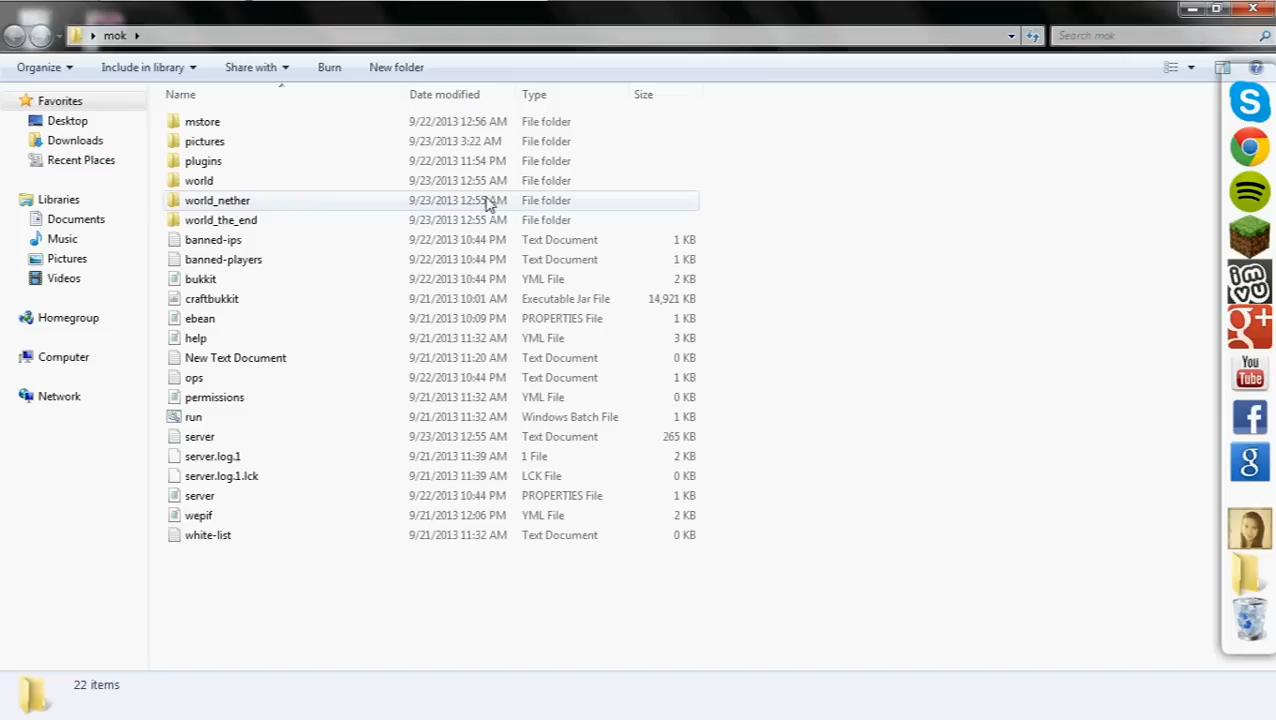 mok
Search mok
Organize Include in library Share with Burn New folder
Name Date modified Type Size
Favorites
Desktop
Downloads
Recent Places
Libraries
Documents
Music
Pictures
Videos
Homegroup
Computer
Network
mstore 9/22/2013 12:56 AM File folder
pictures 9/23/2013 3:22 AM File folder
plugins 9/22/2013 11:54 PM File folder
world 9/23/2013 12:55 AM File folder
world_nether 9/23/2013 12:55 AM File folder
world_the_end 9/23/2013 12:55 AM File folder
banned-ips 9/22/2013 10:44 PM Text Document 1 KB
banned-players 9/22/2013 10:44 PM Text Document 1 KB
bukkit 9/22/2013 10:44 PM YML File 2 KB
craftbukkit 9/21/2013 10:01 AM Executable Jar File 14,921 KB
ebean 9/21/2013 10:09 PM PROPERTIES File 1 KB
help 9/21/2013 11:32 AM YML File 3 KB
New Text Document 9/21/2013 11:20 AM Text Document 0 KB
ops 9/22/2013 10:44 PM Text Document 1 KB
permissions 9/21/2013 11:32 AM YML File 0 KB
run 9/21/2013 11:32 AM Windows Batch File 1 KB
server 9/23/2013 12:55 AM Text Document 265 KB
server.log.1 9/21/2013 11:39 AM 1 File 2 KB
server.log.1.lck 9/21/2013 11:39 AM LCK File 0 KB
server 9/22/2013 10:44 PM PROPERTIES File 1 KB
wepif 9/21/2013 12:06 PM YML File 2 KB
white-list 9/21/2013 11:32 AM Text Document 0 KB
S
imvu
g+
You
Tube
f
g
22 items